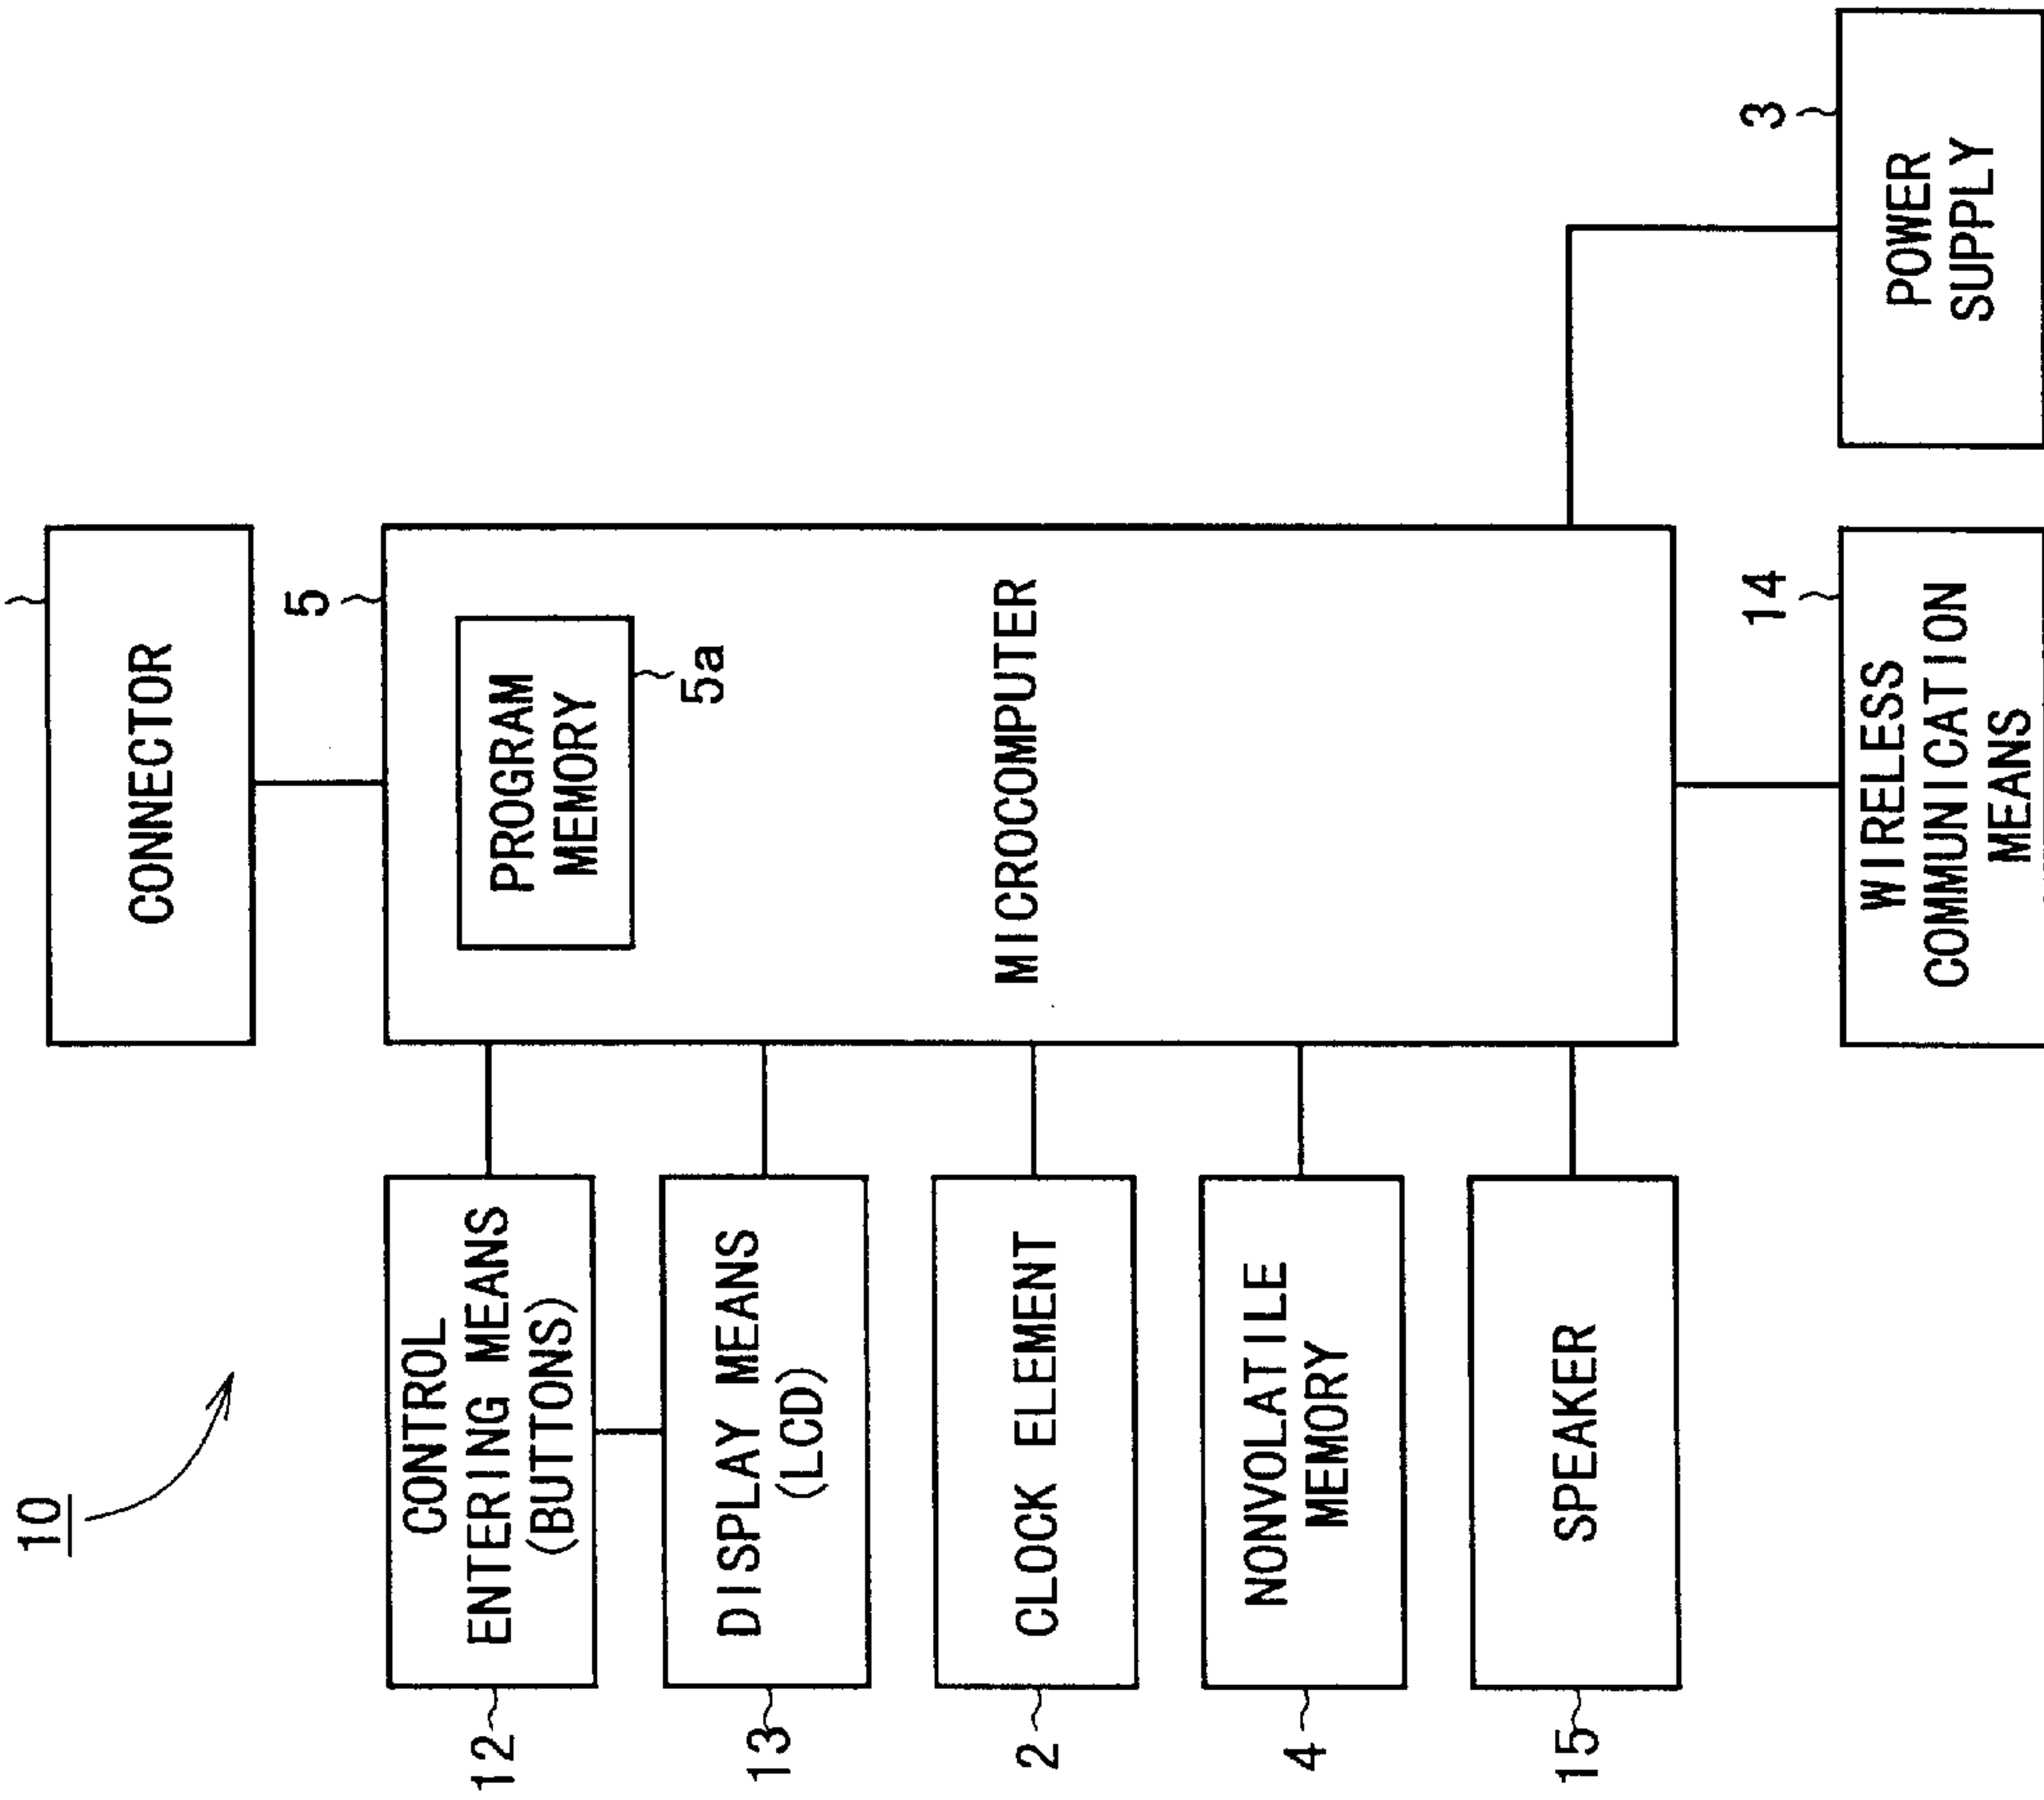 10
CONNECTOR
5
PROGRAM
MEMORY
5a
MICROCOMPUTER
12
CONTROL
ENTERING MEANS
(BUTTONS)
13
DISPLAY MEANS
(LCD)
2
CLOCK ELEMENT
4
NONVOLATILE
MEMORY
15
SPEAKER
14
WIRELESS
COMMUNICATION
MEANS
3
POWER
SUPPLY